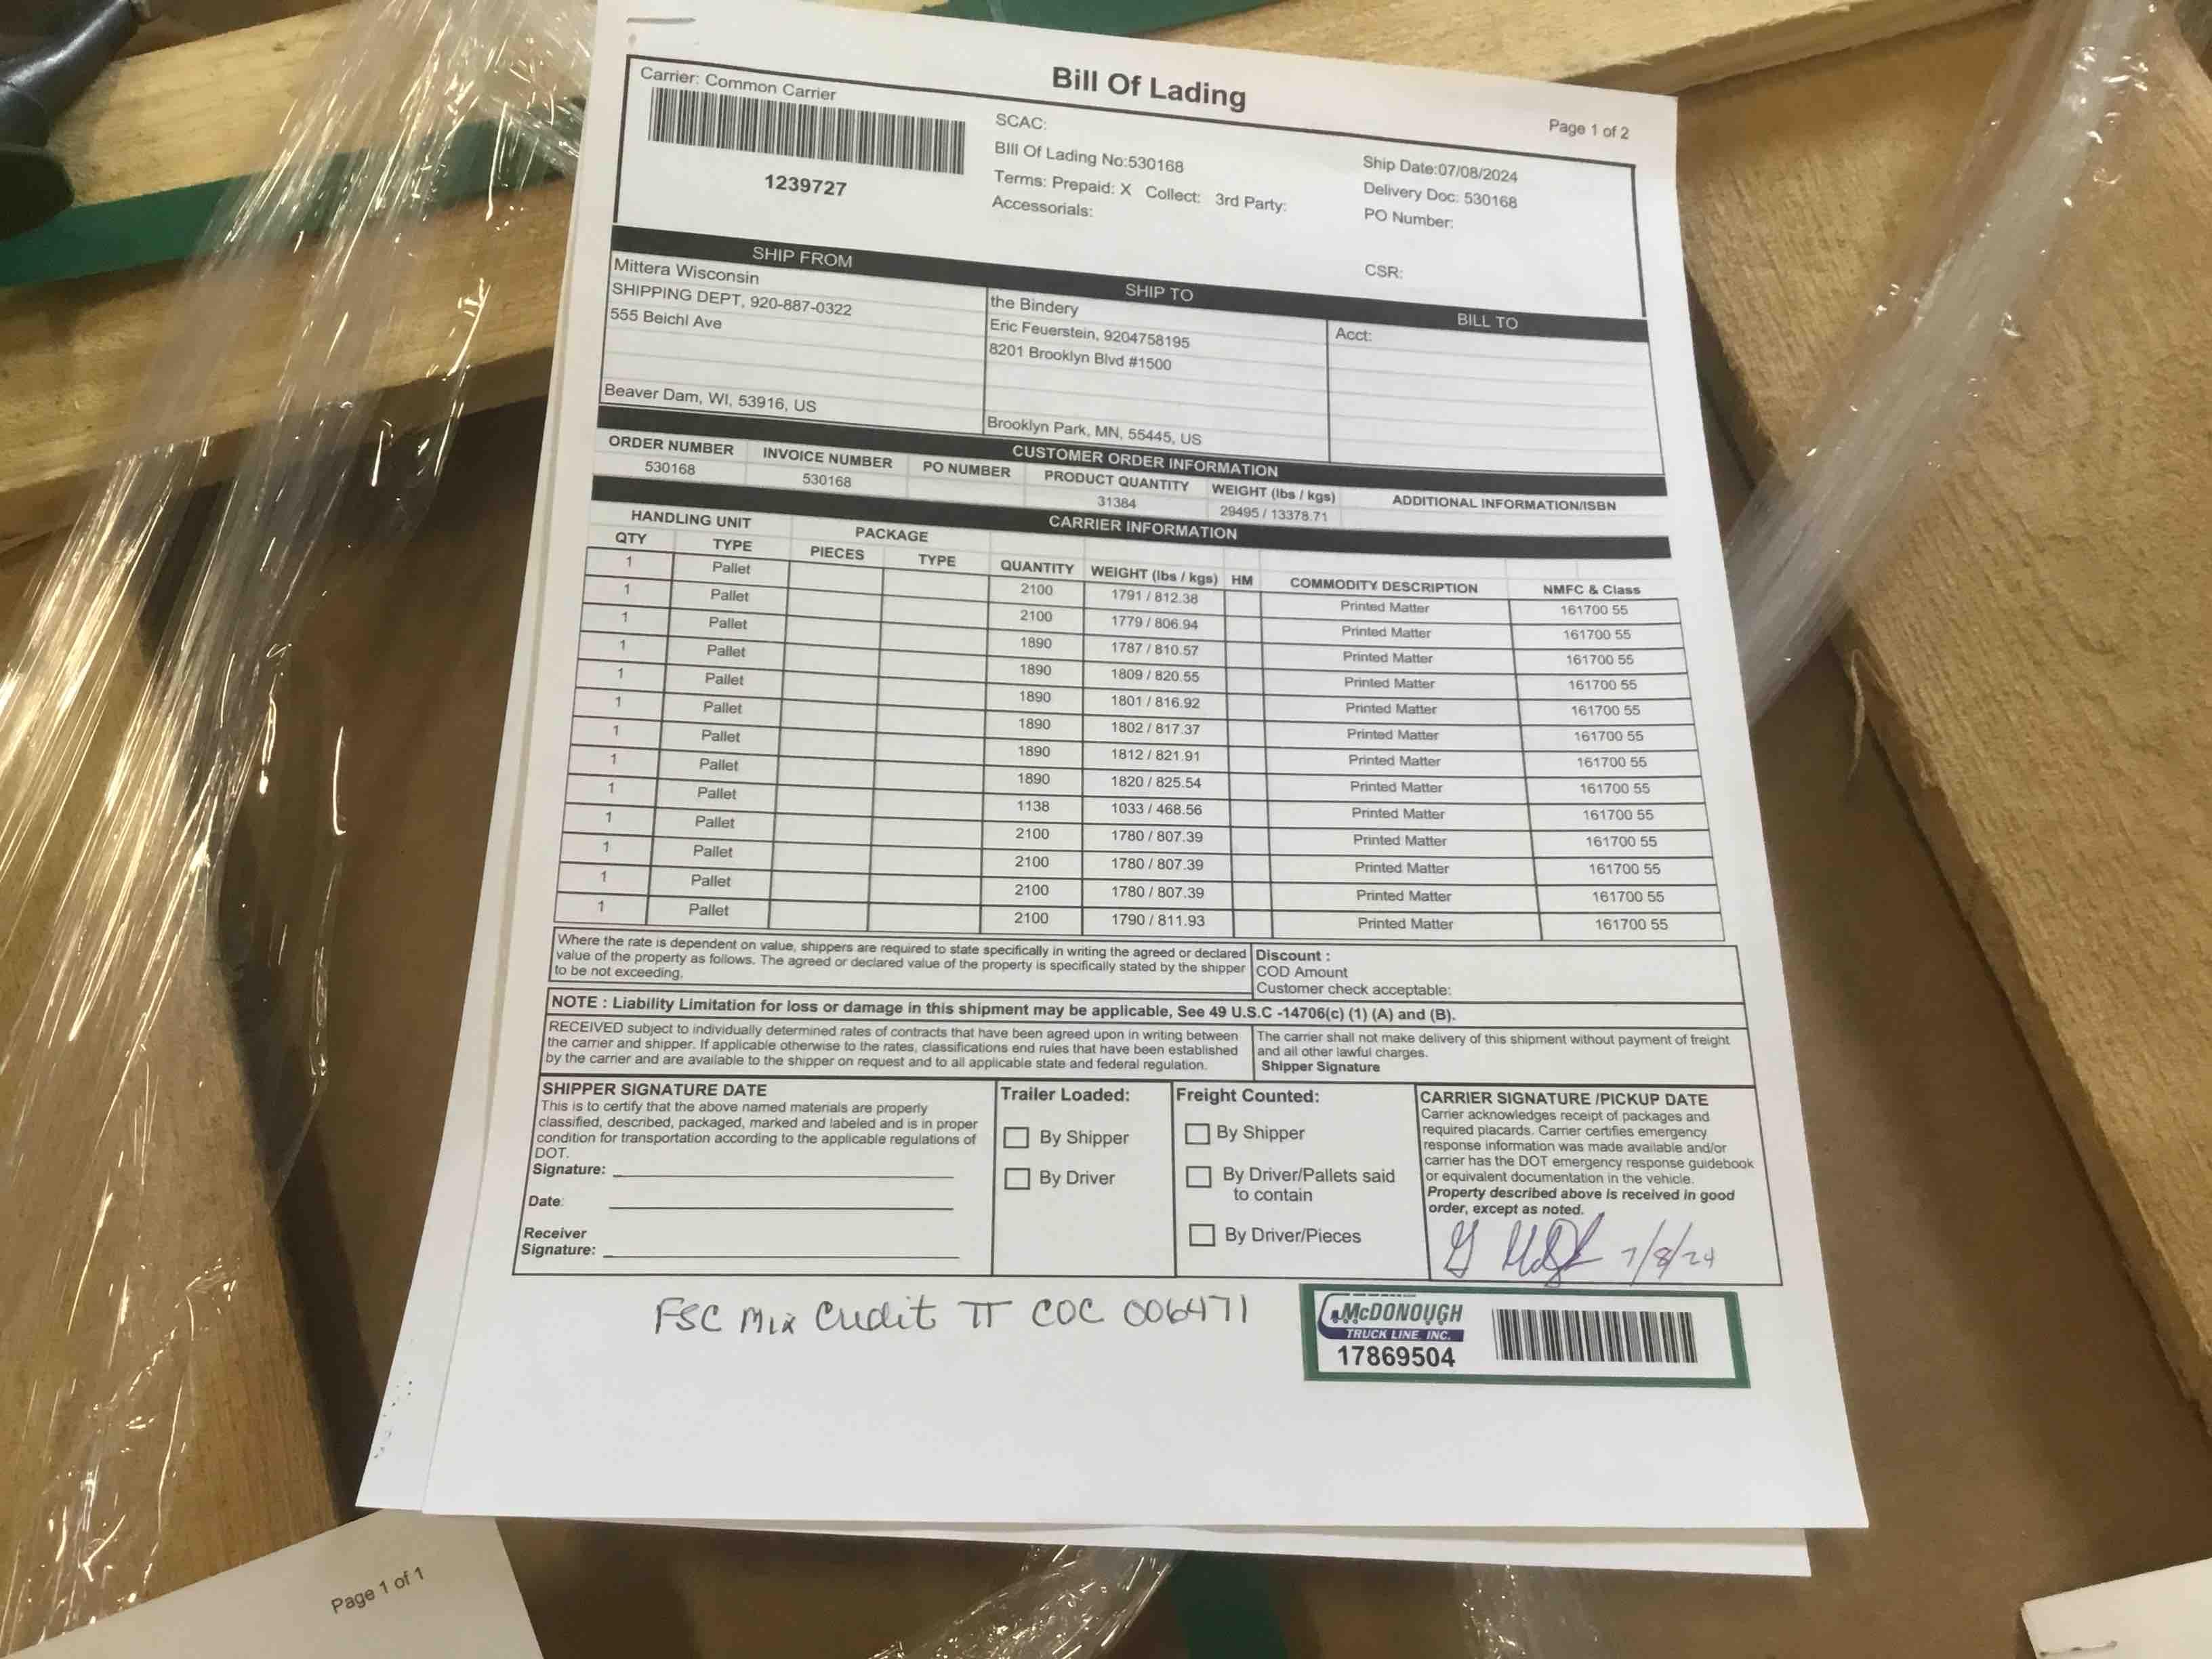 Bill Of Lading
Page 1 of 2
Carrier: Common Carrier
1239727
SCAC:
Bill Of Lading No:530168
Terms: Prepaid: X Collect: 3rd Party:
Accessorials:
Ship Date:07/08/2024
Delivery Doc: 530168
PO Number:
CSR:
SHIP FROM
Mittera Wisconsin
SHIPPING DEPT, 920-887-0322
555 Beichl Ave
Beaver Dam, WI, 53916, US
SHIP TO
the Bindery
Eric Feuerstein, 9204758195
8201 Brooklyn Blvd #1500
Brooklyn Park, MN, 55445, US
BILL TO
Acct:
CUSTOMER ORDER INFORMATION
ORDER NUMBER INVOICE NUMBER PO NUMBER PRODUCT QUANTITY WEIGHT (lbs / kgs) ADDITIONAL INFORMATION/ISBN
530168 530168 31384 29495 / 13378.71
CARRIER INFORMATION
HANDLING UNIT PACKAGE
QTY TYPE PIECES TYPE QUANTITY WEIGHT (lbs / kgs) HM COMMODITY DESCRIPTION NMFC & Class
1 Pallet 2100 1791 / 812.38 Printed Matter 161700 55
1 Pallet 2100 1779 / 806.94 Printed Matter 161700 55
1 Pallet 1890 1787 / 810.57 Printed Matter 161700 55
1 Pallet 1890 1809 / 820.55 Printed Matter 161700 55
1 Pallet 1890 1801 / 816.92 Printed Matter 161700 55
1 Pallet 1890 1802 / 817.37 Printed Matter 161700 55
1 Pallet 1890 1812 / 821.91 Printed Matter 161700 55
1 Pallet 1890 1820 / 825.54 Printed Matter 161700 55
1 Pallet 1138 1033 / 468.56 Printed Matter 161700 55
1 Pallet 2100 1780 / 807.39 Printed Matter 161700 55
1 Pallet 2100 1780 / 807.39 Printed Matter 161700 55
1 Pallet 2100 1780 / 807.39 Printed Matter 161700 55
1 Pallet 2100 1790 / 811.93 Printed Matter 161700 55
Where the rate is dependent on value, shippers are required to state specifically in writing the agreed or declared
value of the property as follows. The agreed or declared value of the property is specifically stated by the shipper
to be not exceeding.
Discount :
COD Amount
Customer check acceptable:
NOTE : Liability Limitation for loss or damage in this shipment may be applicable, See 49 U.S.C -14706(c) (1) (A) and (B).
RECEIVED subject to individually determined rates of contracts that have been agreed upon in writing between
the carrier and shipper. If applicable otherwise to the rates, classifications end rules that have been established
by the carrier and are available to the shipper on request and to all applicable state and federal regulation.
The carrier shall not make delivery of this shipment without payment of freight
and all other lawful charges.
Shipper Signature
SHIPPER SIGNATURE DATE
This is to certify that the above named materials are properly
classified, described, packaged, marked and labeled and is in proper
condition for transportation according to the applicable regulations of
DOT.
Signature:
Date:
Receiver
Signature:
Trailer Loaded:
By Shipper
By Driver
Freight Counted:
By Shipper
By Driver/Pallets said
to contain
By Driver/Pieces
CARRIER SIGNATURE /PICKUP DATE
Carrier acknowledges receipt of packages and
required placards. Carrier certifies emergency
response information was made available and/or
carrier has the DOT emergency response guidebook
or equivalent documentation in the vehicle.
Property described above is received in good
order, except as noted.
7/8/24
FSC Mix Credit TT COC 006471
McDONOUGH
TRUCK LINE, INC.
17869504
Page 1 of 1